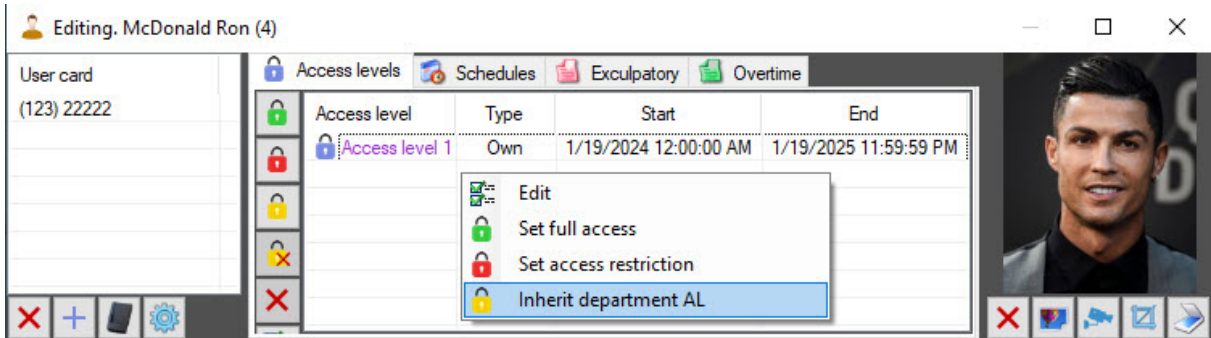 Editing. McDonald Ron (4)
User card
(123) 22222
Access levels Schedules Exculpatory Overtime
Access level Type Start End
Access level 1 Own 1/19/2024 12:00:00 AM 1/19/2025 11:59:59 PM
Edit
Set full access
Set access restriction
Inherit department AL